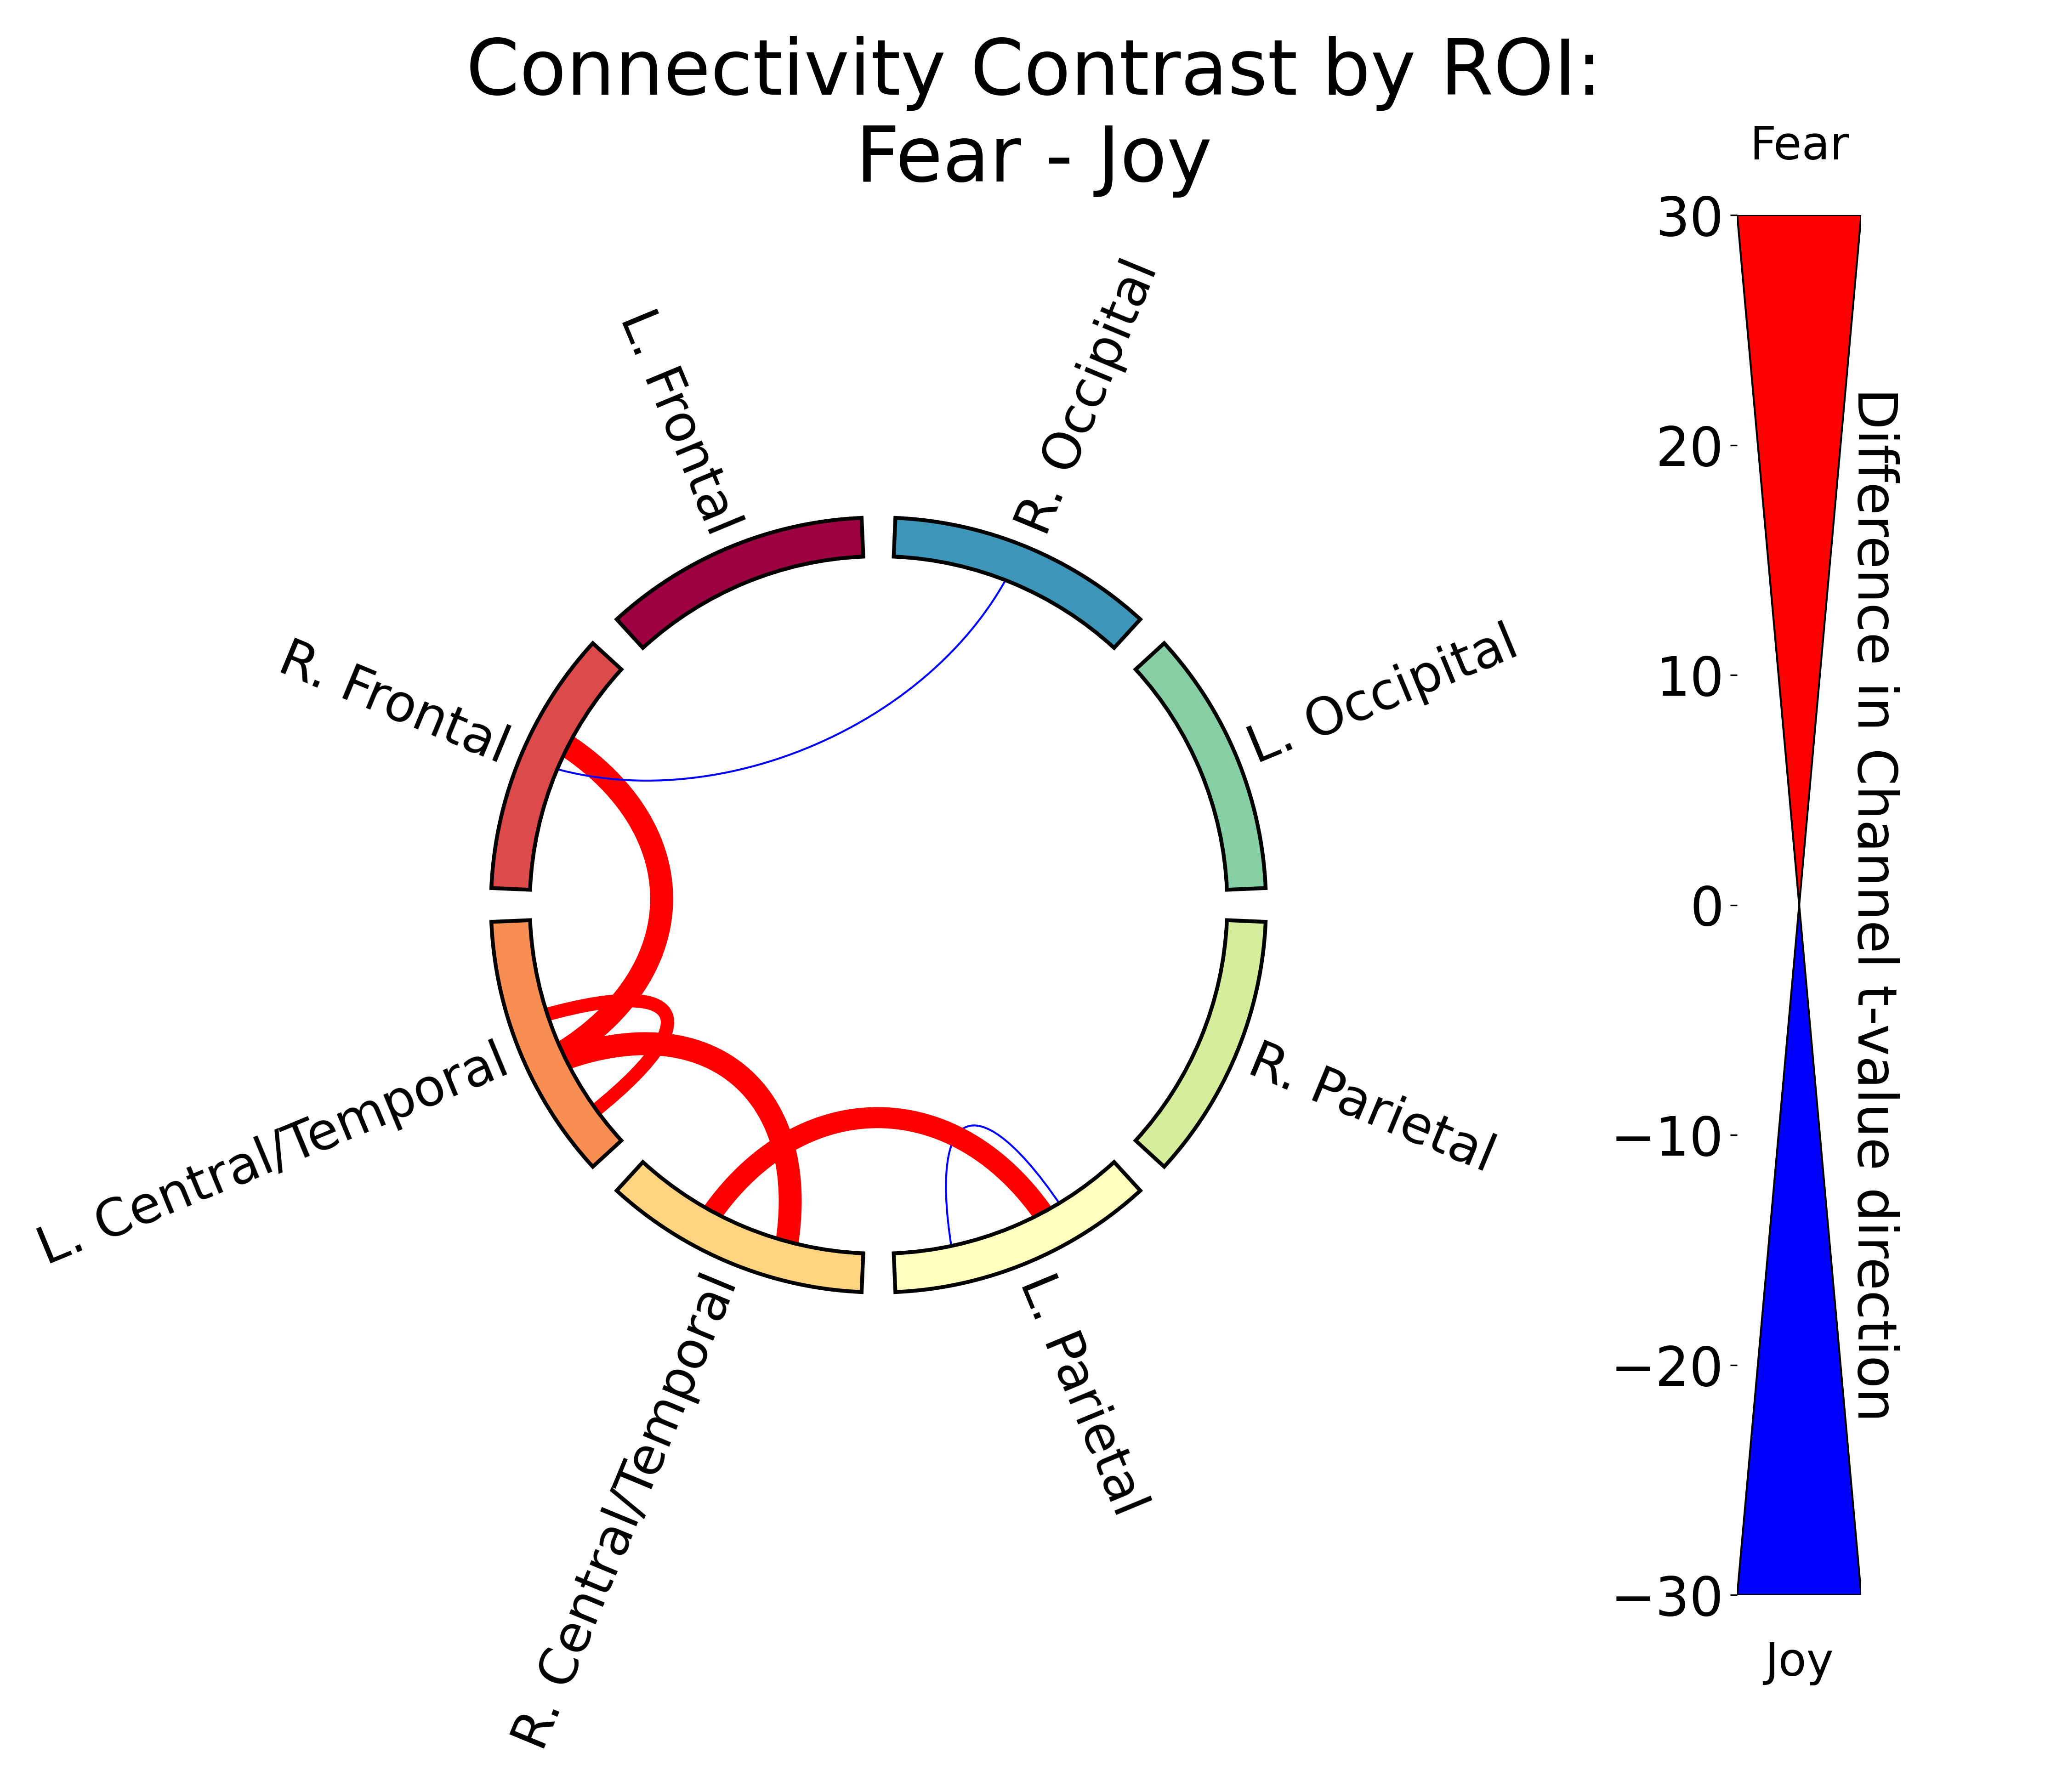 Connectivity Contrast by ROI:
Fear - Joy
Fear
30
20
10
0
−10
−20
−30
Joy
Difference in Channel t-value direction
R. Occipital
L. Frontal
R. Frontal
L. Occipital
L. Central/Temporal
R. Parietal
R. Central/Temporal
L. Parietal